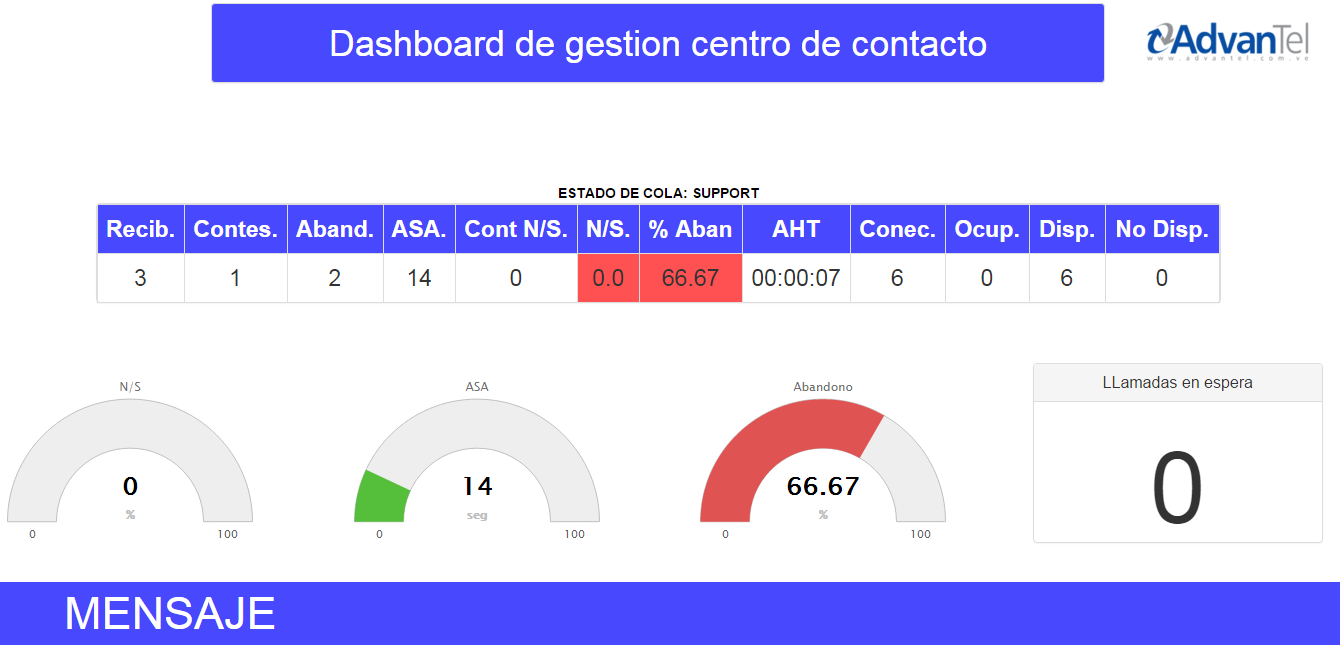 Dashboard de gestion centro de contacto
AdvanTel
www.advantel.com.ve
ESTADO DE COLA: SUPPORT
Recib. Contes. Aband. ASA. Cont N/S. N/S. % Aban AHT Conec. Ocup. Disp. No Disp.
3 1 2 14 0 0.0 66.67 00:00:07 6 0 6 0
N/S ASA Abandono LLamadas en espera
0 14 66.67 0
% seg %
0 100 0 100 0 100
MENSAJE